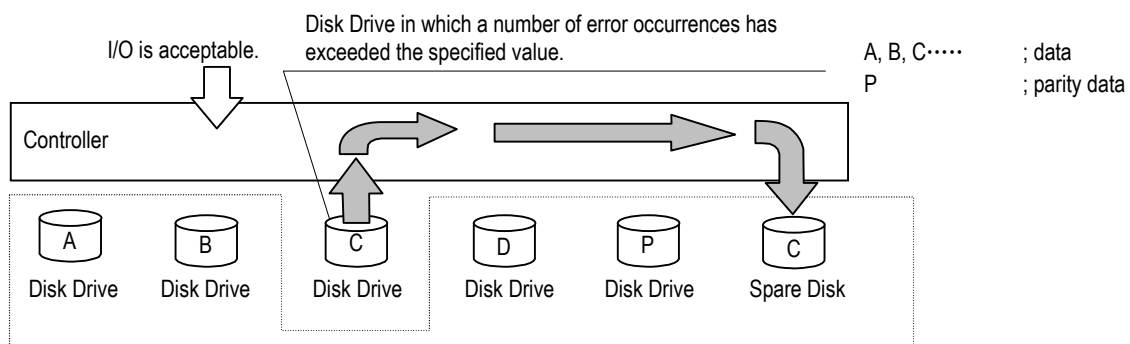 Disk Drive in which a number of error occurrences has
exceeded the specified value.
I/O is acceptable.
A, B, C‥‥‥ ; data
P ; parity data
Controller
A
B
C
D
P
C
Disk Drive
Disk Drive
Disk Drive
Disk Drive
Disk Drive
Spare Disk